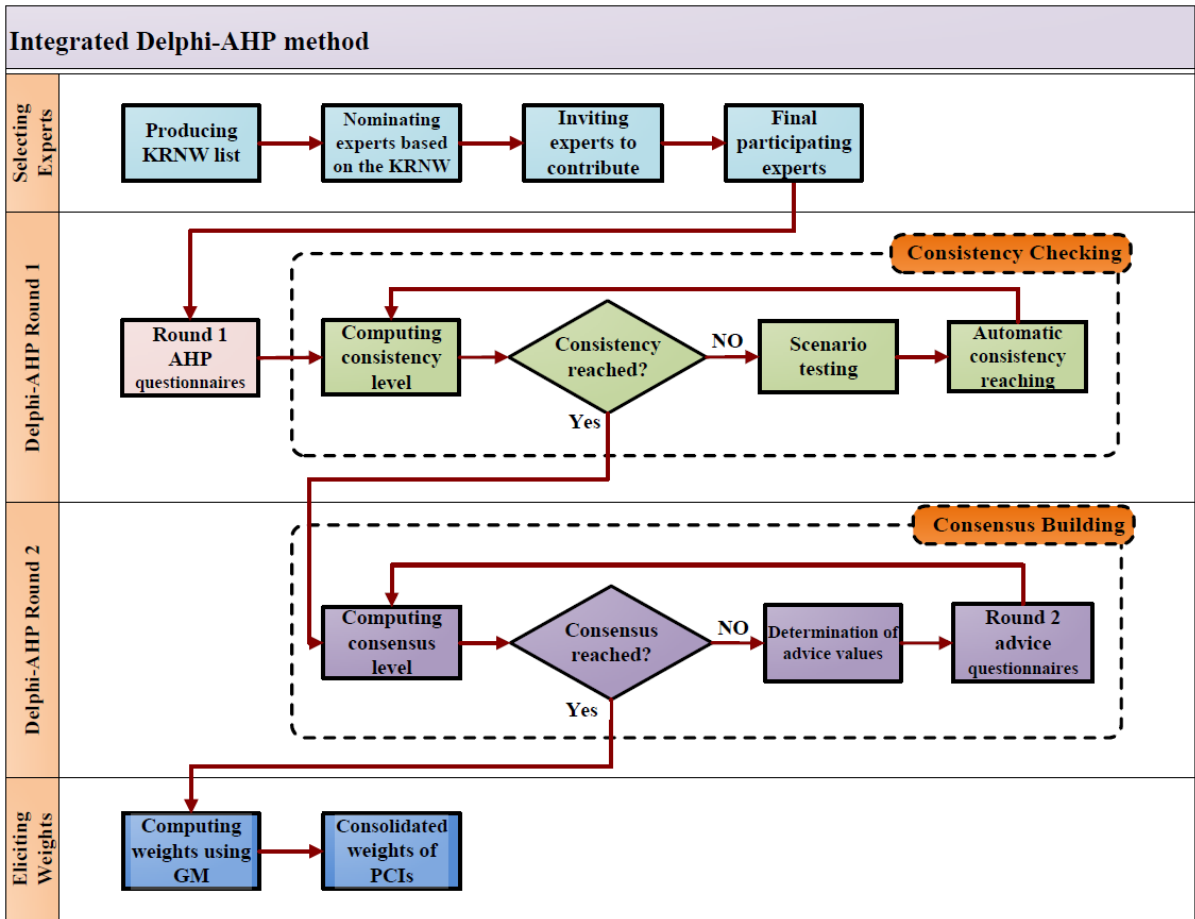 Integrated Delphi-AHP method
Selecting
Experts
Producing
KRNW list
Nominating
experts based
on the KRNW
Inviting
experts to
contribute
Final
participating
experts
Delphi-AHP Round 1
Consistency Checking
Round 1
AHP
questionnaires
Computing
consistency
level
Consistency
reached?
NO
Scenario
testing
Automatic
consistency
reaching
Yes
Delphi-AHP Round 2
Consensus Building
Computing
consensus
level
Consensus
reached?
NO
Determination of
advice values
Round 2
advice
questionnaires
Yes
Eliciting
Weights
Computing
weights using
GM
Consolidated
weights of
PCIs